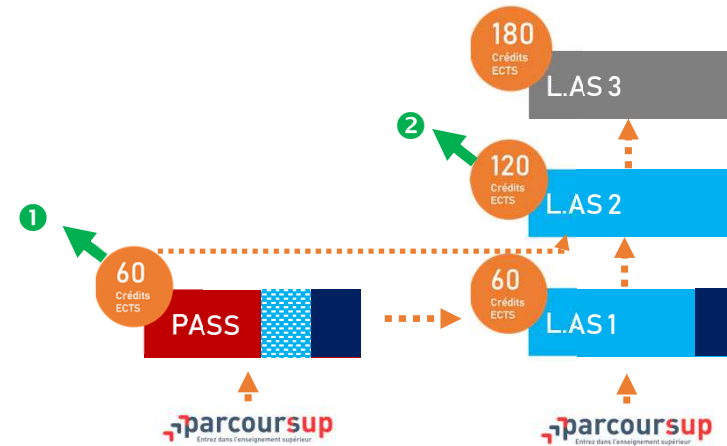 180
Crédits
ECTS
L.AS 3
2
120
Crédits
ECTS
L.AS 2
1
60
Crédits
ECTS
PASS
60
Crédits
ECTS
L.AS 1
parcoursup
Entrez dans l'enseignement supérieur
parcoursup
Entrez dans l'enseignement supérieur